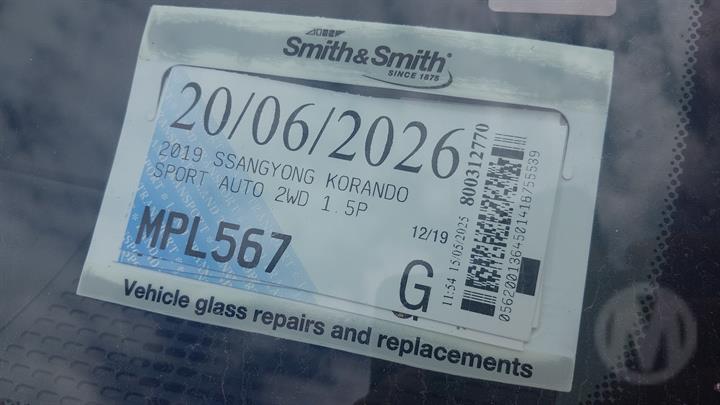 Smith&Smith®
SINCE 1875
20/06/2026
2019 SSANGYONG KORANDO
SPORT AUTO 2WD 1.5P
12/19
MPL567
G
800312770
11:54 15/05/2025
Vehicle glass repairs and replacements